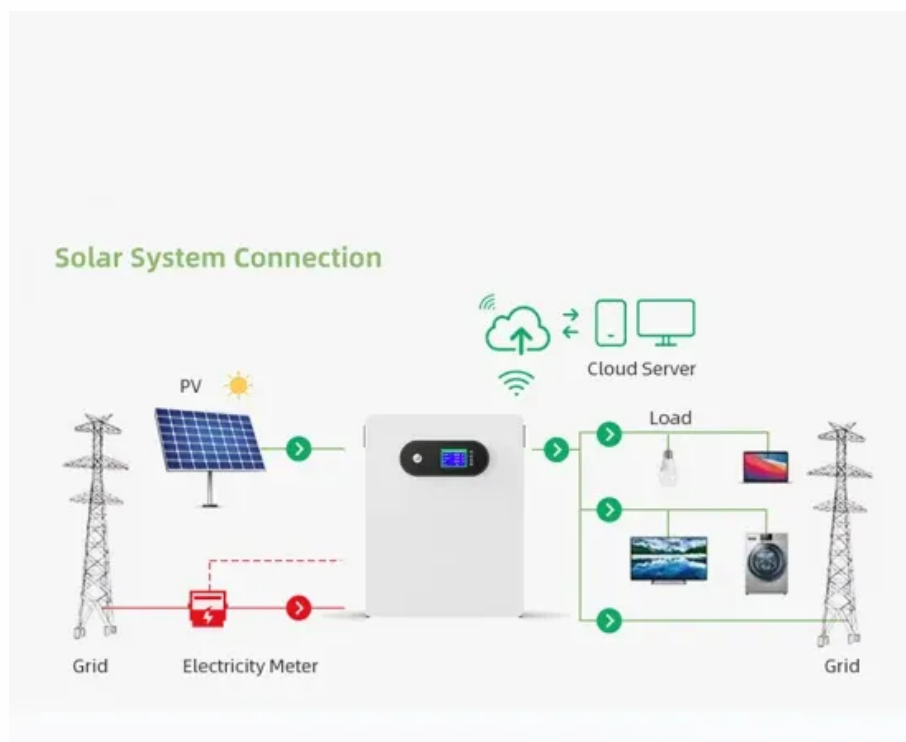 Solar System Connection
Cloud Server
PV
Load
Grid
Electricity Meter
Grid